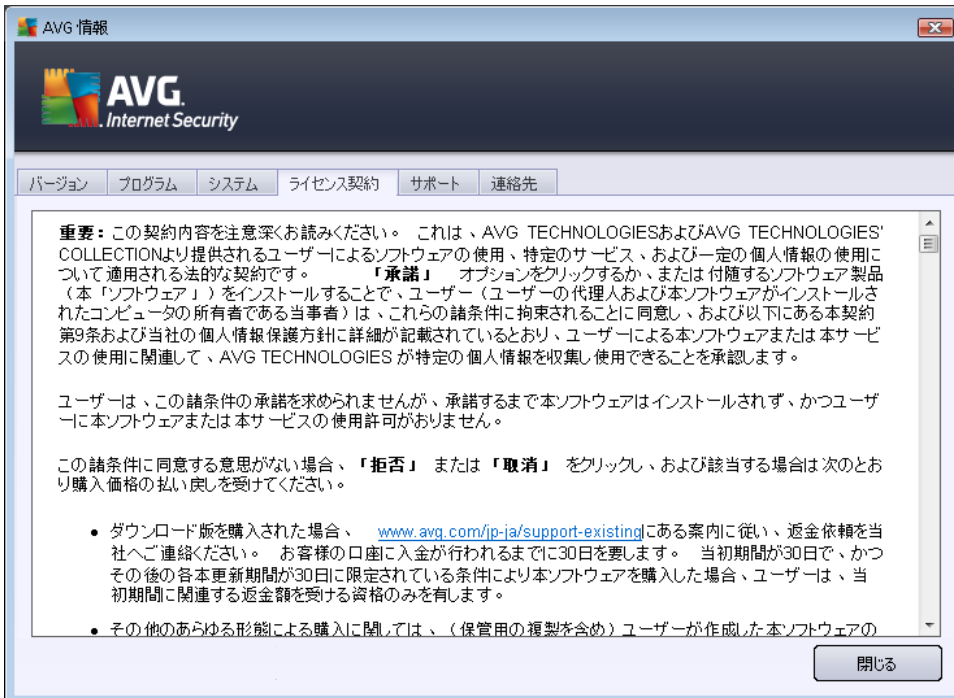 AVG 情報
AVG.
Internet Security
バージョン プログラム システム ライセンス契約 サポート 連絡先
重要：この契約内容を注意深くお読みください。 これは、AVG TECHNOLOGIESおよびAVG TECHNOLOGIES'
COLLECTIONより提供されるユーザーによるソフトウェアの使用、特定のサービス、および一定の個人情報の使用に
ついて適用される法的な契約です。 「承諾」 オプションをクリックするか、または付随するソフトウェア製品
（本「ソフトウェア」）をインストールすることで、ユーザー（ユーザーの代理人および本ソフトウェアがインストールさ
れたコンピュータの所有者である当事者）は、これらの諸条件に拘束されることに同意し、および以下にある本契約
第9条および当社の個人情報保護方針に詳細が記載されているとおり、ユーザーによる本ソフトウェアまたは本サービ
スの使用に関連して、AVG TECHNOLOGIES が特定の個人情報を収集し使用できることを承認します。
ユーザーは、この諸条件の承諾を求められませんが、承諾するまで本ソフトウェアはインストールされず、かつユーザ
ーに本ソフトウェアまたは本サービスの使用許可がおりません。
この諸条件に同意する意思がない場合、「拒否」 または「取消」 をクリックし、および該当する場合は次のとお
り購入価格の払い戻しを受けてください。
• ダウンロード版を購入された場合、 www.avg.com/jp-ja/support-existingにある案内に従い、返金依頼を当
社へご連絡ください。 お客様の口座に入金が行われるまでに30日を要します。 当初期間が30日で、かつ
その後の各本更新期間が30日に限定されている条件により本ソフトウェアを購入した場合、ユーザーは、当
初期間に関連する返金額を受ける資格のみを有します。
• その他のあらゆる形態による購入に関しては、（保管用の複製を含め）ユーザーが作成した本ソフトウェアの
閉じる